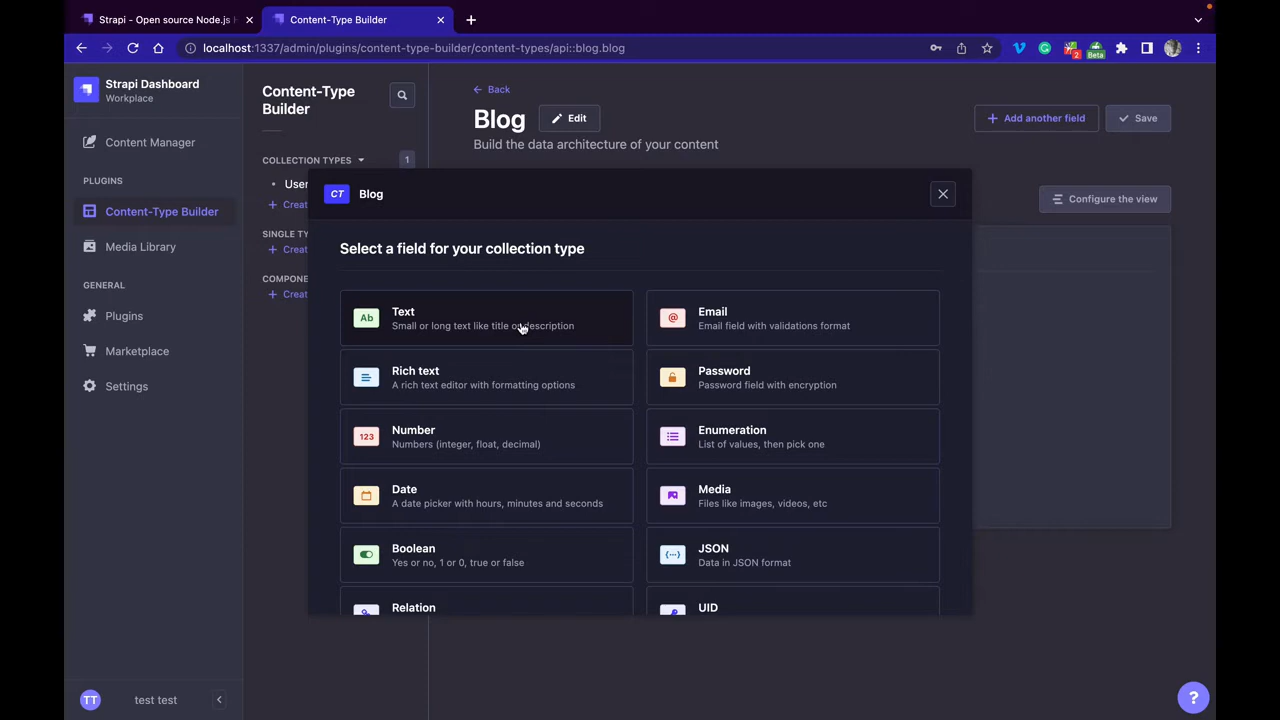 Strapi - Open source Node.js H
Content-Type Builder
localhost:1337/admin/plugins/content-type-builder/content-types/api::blog.blog
2
Beta
Strapi Dashboard
Workplace
Content Manager
PLUGINS
Content-Type Builder
Media Library
GENERAL
Plugins
Marketplace
Settings
TT
test test
Content-Type
Builder
COLLECTION TYPES
1
User
Creat
SINGLE TY
Creat
COMPONE
Creat
Back
Blog
Edit
Build the data architecture of your content
Add another field
Save
Configure the view
CT
Blog
Select a field for your collection type
Ab
Text
Small or long text like title or description
@
Email
Email field with validations format
Rich text
A rich text editor with formatting options
Password
Password field with encryption
123
Number
Numbers (integer, float, decimal)
Enumeration
List of values, then pick one
Date
A date picker with hours, minutes and seconds
Media
Files like images, videos, etc
Boolean
Yes or no, 1 or 0, true or false
JSON
Data in JSON format
Relation
UID
?